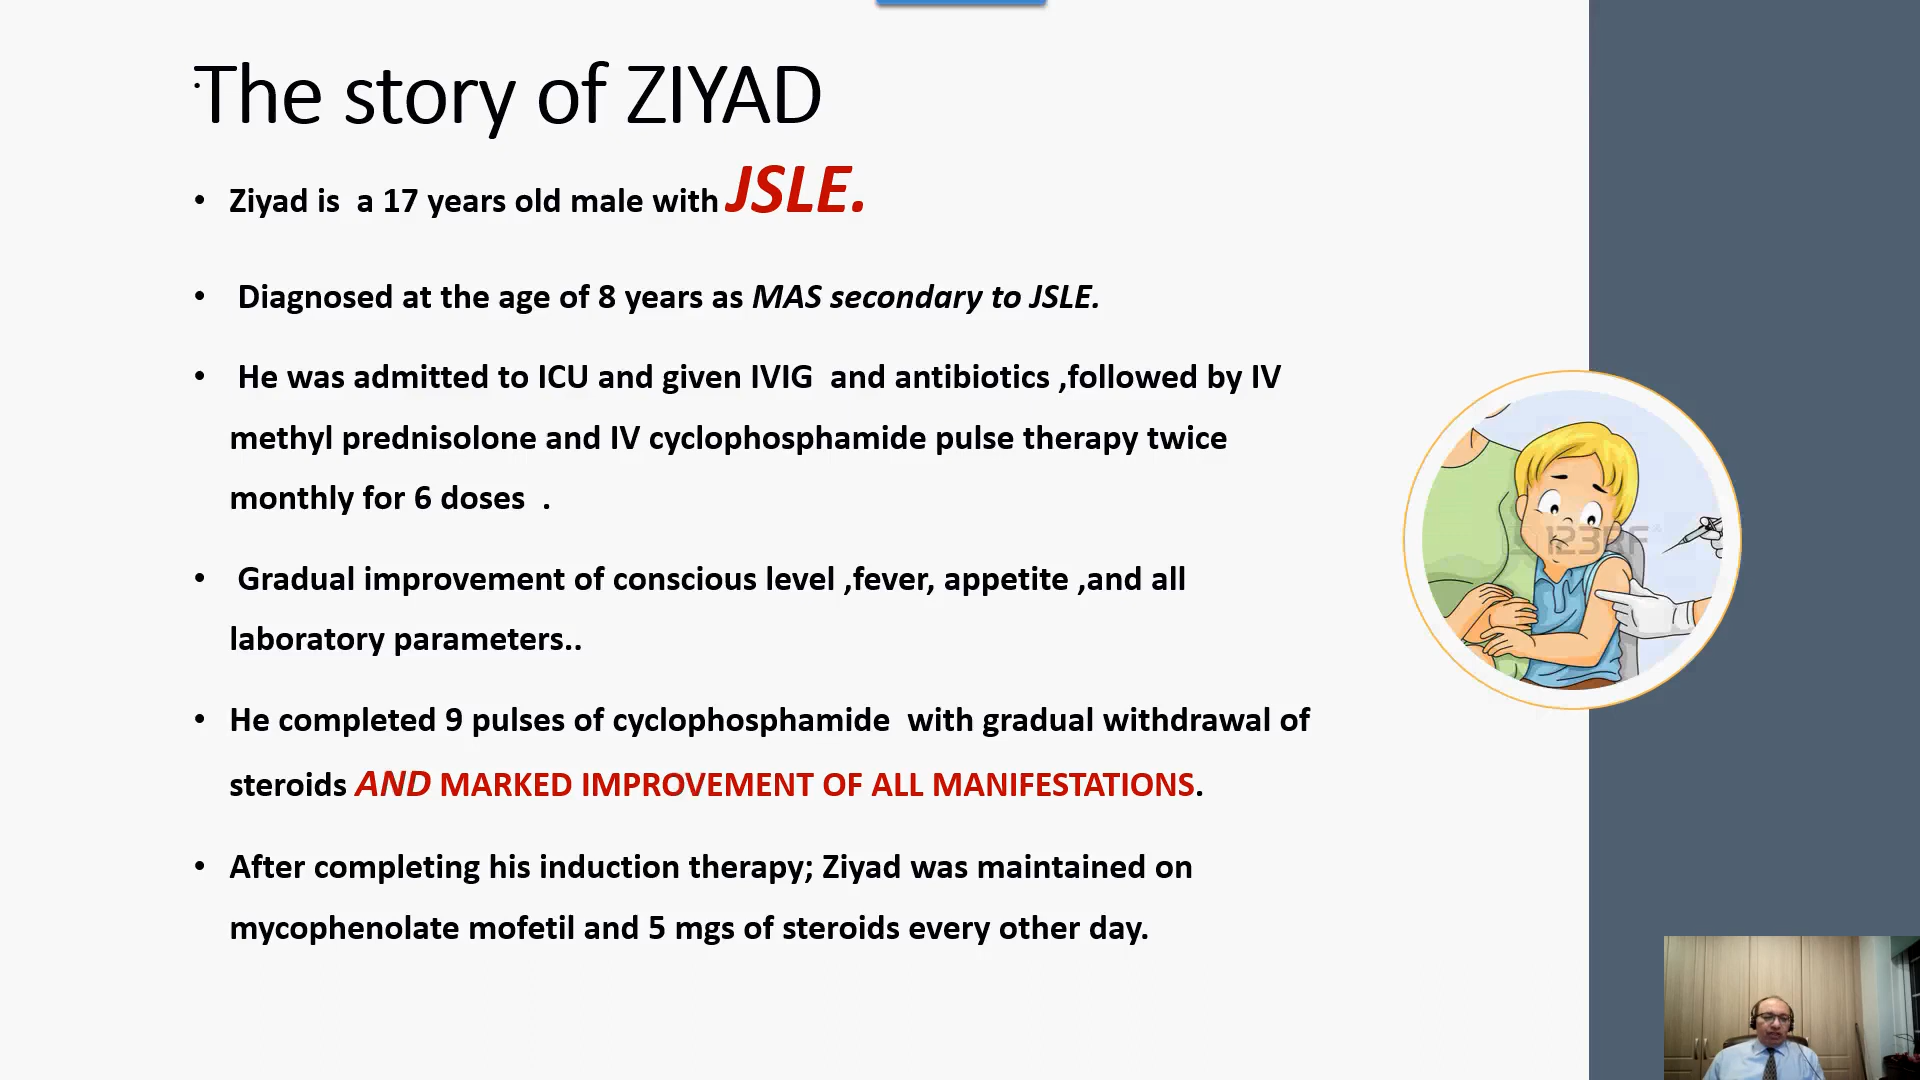 The story of ZIYAD
• Ziyad is  a 17 years old male with JSLE.
•  Diagnosed at the age of 8 years as MAS secondary to JSLE.
•  He was admitted to ICU and given IVIG  and antibiotics ,followed by IV
methyl prednisolone and IV cyclophosphamide pulse therapy twice
monthly for 6 doses  .
•  Gradual improvement of conscious level ,fever, appetite ,and all
laboratory parameters..
• He completed 9 pulses of cyclophosphamide  with gradual withdrawal of
steroids AND MARKED IMPROVEMENT OF ALL MANIFESTATIONS.
• After completing his induction therapy; Ziyad was maintained on
mycophenolate mofetil and 5 mgs of steroids every other day.
123RF